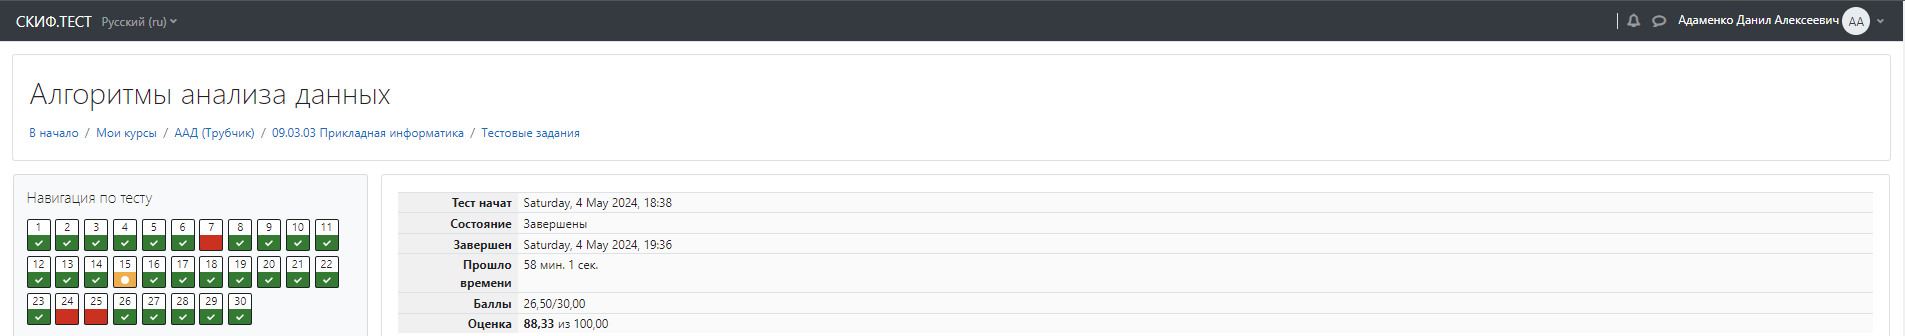 СКИФ.ТЕСТ Русский (ru)
Адаменко Данил Алексеевич АА
Алгоритмы анализа данных
В начало / Мои курсы / ААД (Трубчик) / 09.03.03 Прикладная информатика / Тестовые задания
Навигация по тесту
1 2 3 4 5 6 7 8 9 10 11
12 13 14 15 16 17 18 19 20 21 22
23 24 25 26 27 28 29 30
Тест начат Saturday, 4 May 2024, 18:38
Состояние Завершены
Завершен Saturday, 4 May 2024, 19:36
Прошло времени 58 мин. 1 сек.
Баллы 26,50/30,00
Оценка 88,33 из 100,00